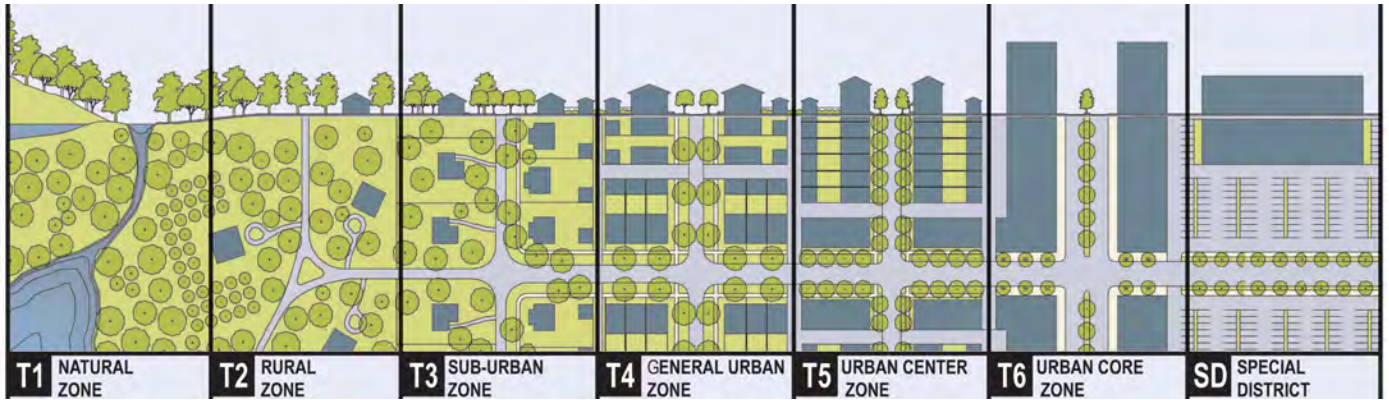 T1 NATURAL
ZONE
T2 RURAL
ZONE
T3 SUB-URBAN
ZONE
T4 GENERAL URBAN
ZONE
T5 URBAN CENTER
ZONE
T6 URBAN CORE
ZONE
SD SPECIAL
DISTRICT